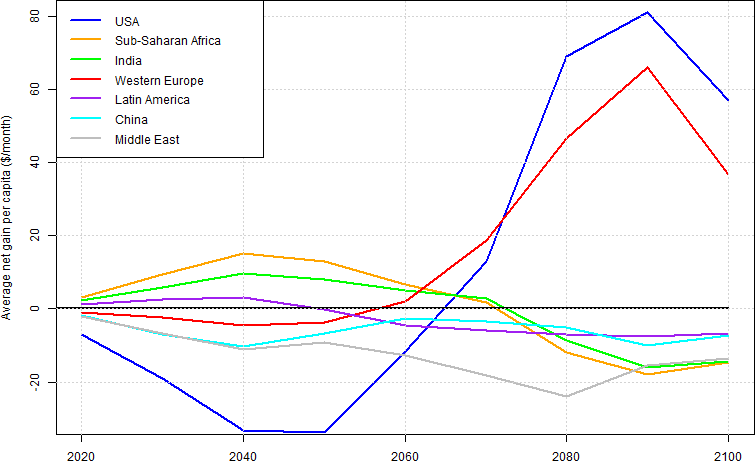 Average net gain per capita ($/month)
80
60
40
20
0
-20
USA
Sub-Saharan Africa
India
Western Europe
Latin America
China
Middle East
2020 2040 2060 2080 2100